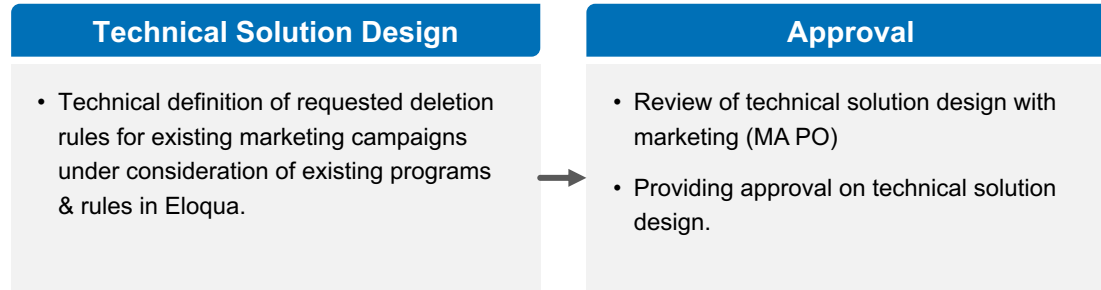 Technical Solution Design
• Technical definition of requested deletion
rules for existing marketing campaigns
under consideration of existing programs
& rules in Eloqua.
Approval
• Review of technical solution design with
marketing (MA PO)
• Providing approval on technical solution
design.